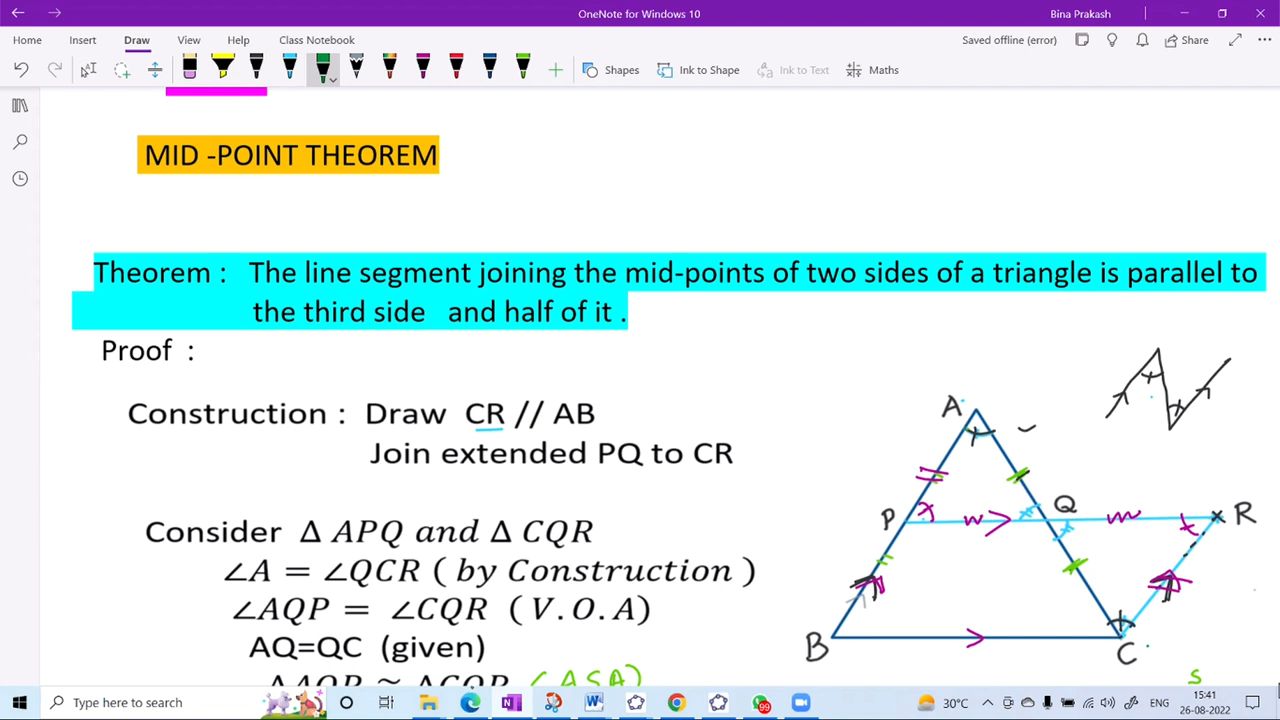 OneNote for Windows 10
Bina Prakash
Home Insert Draw View Help Class Notebook
Saved offline (error)
Share
Shapes
Ink to Shape
Ink to Text
Maths
MID -POINT THEOREM
Theorem : The line segment joining the mid-points of two sides of a triangle is parallel to
the third side and half of it .
Proof :
Construction : Draw CR // AB
Join extended PQ to CR
Consider Δ APQ and Δ CQR
∠A = ∠QCR ( by Construction )
∠AQP = ∠CQR ( V.O.A)
AQ=QC (given)
(ASA)
A
P
Q
R
B
C
S
Type here to search
99
30°C
ENG
15:41
26-08-2022